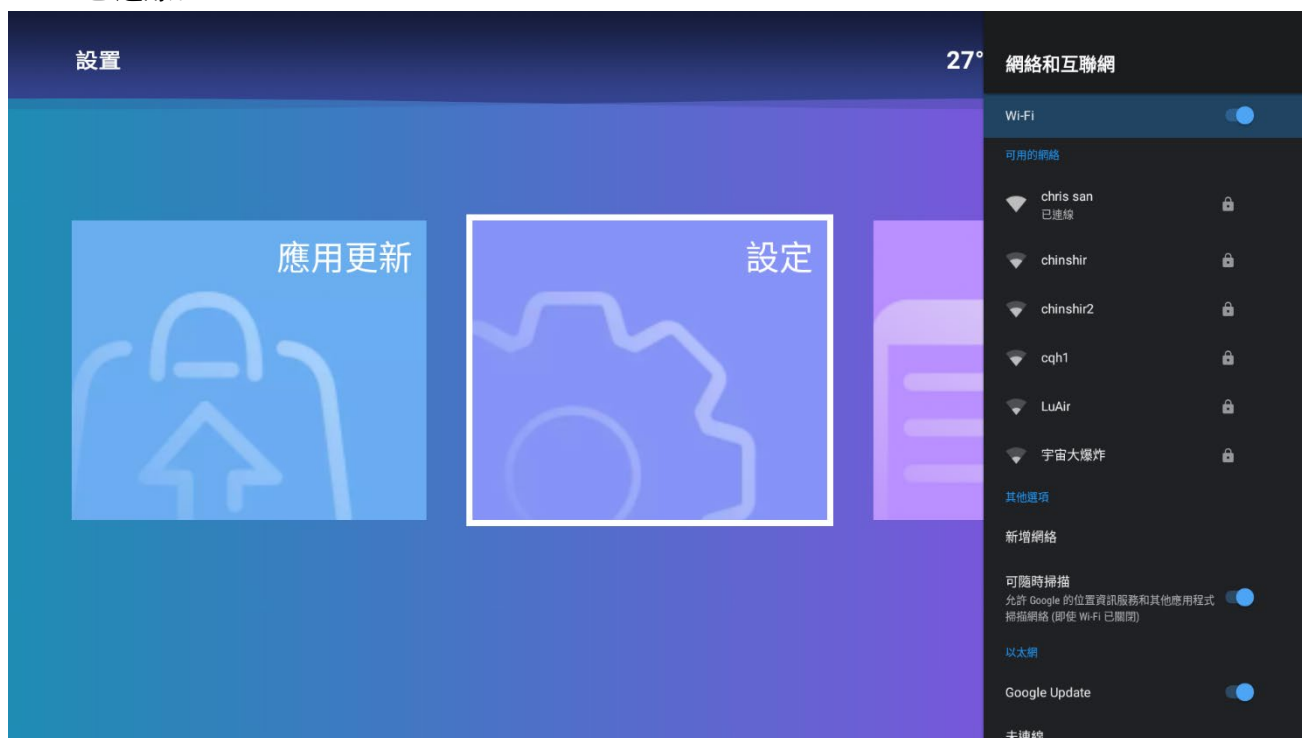 設置
27°
應用更新
設定
網絡和互聯網
Wi-Fi
可用的網絡
chris san
已連線
chinshir
chinshir2
cqh1
LuAir
宇宙大爆炸
其他選項
新增網絡
可隨時掃描
允許 Google 的位置資訊服務和其他應用程式
掃描網絡 (即使 Wi-Fi 已關閉)
以太網
Google Update
未連線